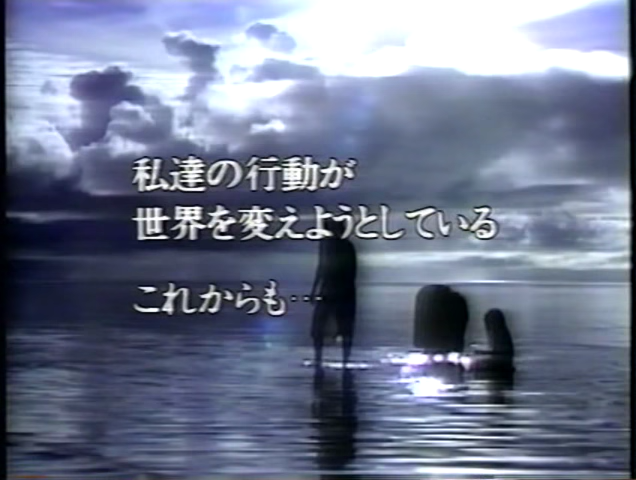 私達の行動が
世界を変えようとしている
これからも…